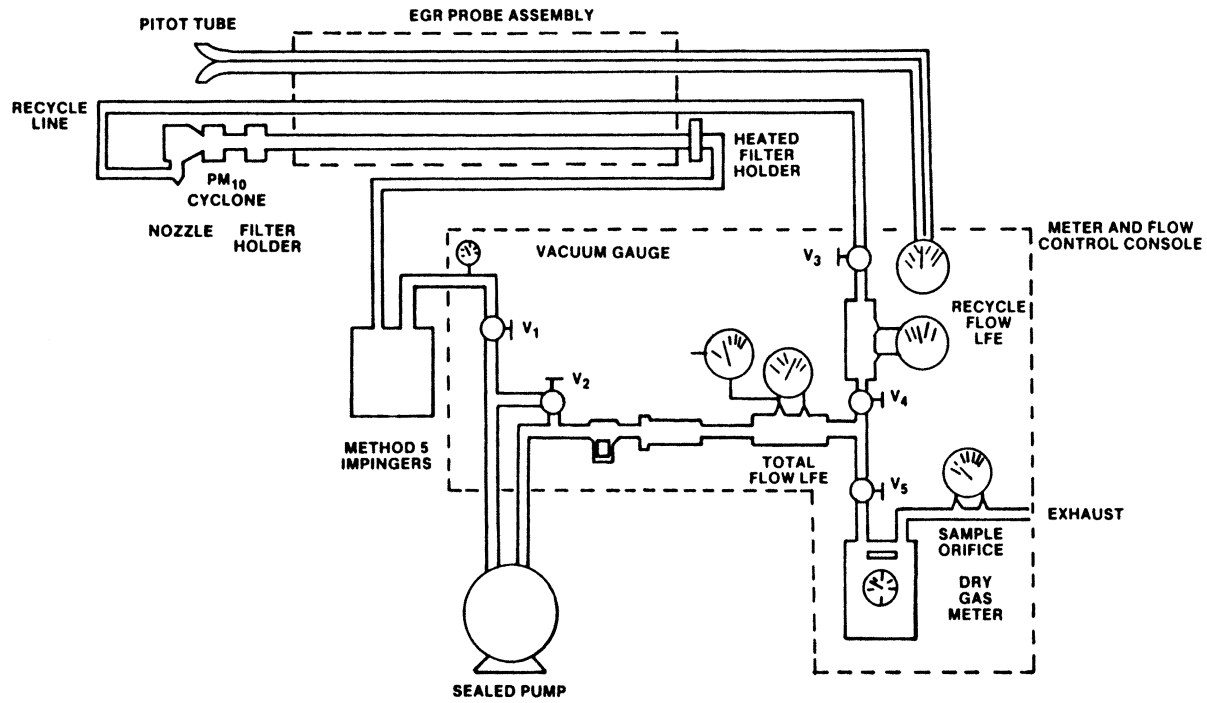 EGR PROBE ASSEMBLY
PITOT TUBE
RECYCLE
LINE
HEATED
FILTER
HOLDER
PM10
CYCLONE
NOZZLE
FILTER
HOLDER
METER AND FLOW
CONTROL CONSOLE
VACUUM GAUGE
V3
RECYCLE
FLOW
LFE
V1
V2
V4
METHOD 5
IMPINGERS
TOTAL
FLOW LFE
V5
EXHAUST
SAMPLE
ORIFICE
DRY
GAS
METER
SEALED PUMP